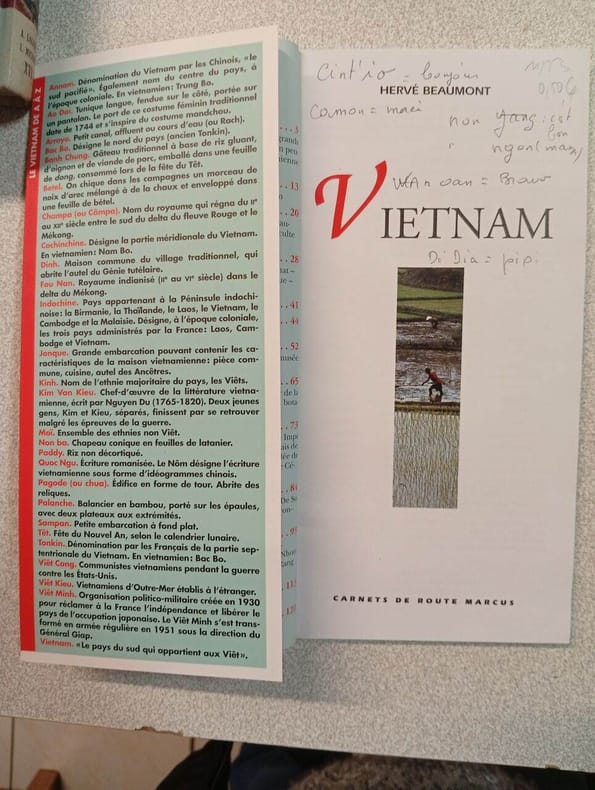 LE VIETNAM DE A À Z
Annam. Dénomination du Vietnam par les Chinois, «le
sud pacifié». Également nom du centre du pays, à
l'époque coloniale. En vietnamien: Trung Bo.
Ao Dai. Tunique longue, fendue sur le côté, portée sur
un pantalon. Le port de ce costume féminin traditionnel
date de 1744 et s'inspire du costume mandchou.
Arroyo. Petit canal, affluent ou cours d'eau (ou Rach).
Bac Bo. Désigne le nord du pays (ancien Tonkin).
Banh Chung. Gâteau traditionnel à base de riz gluant,
d'oignon et de viande de porc, emballé dans une feuille
de dong, consommé lors de la fête du Têt.
Betel. On chique dans les campagnes un morceau de
noix d'arec mélangé à de la chaux et enveloppé dans
une feuille de bétel.
Champa (ou Cômpa). Nom du royaume qui régna du IIe
au XIIe siècle entre le sud du delta du fleuve Rouge et le
Mékong.
Cochinchine. Désigne la partie méridionale du Vietnam.
En vietnamien: Nam Bo.
Dinh. Maison commune du village traditionnel, qui
abrite l'autel du Génie tutélaire.
Fou Nan. Royaume indianisé (IIe au VIe siècle) dans le
delta du Mékong.
Indochine. Pays appartenant à la Péninsule indochi-
noise: la Birmanie, la Thaïlande, le Laos, le Vietnam, le
Cambodge et la Malaisie. Désigne, à l'époque coloniale,
les trois pays administrés par la France: Laos, Cam-
bodge et Vietnam.
Jonque. Grande embarcation pouvant contenir les ca-
ractéristiques de la maison vietnamienne: pièce com-
mune, cuisine, autel des Ancêtres.
Kinh. Nom de l'ethnie majoritaire du pays, les Viêts.
Kim Van Kieu. Chef-d'œuvre de la littérature vietna-
mienne, écrit par Nguyen Du (1765-1820). Deux jeunes
gens, Kim et Kieu, séparés, finissent par se retrouver
malgré les épreuves de la guerre.
Moï. Ensemble des ethnies non Viêt.
Non ba. Chapeau conique en feuilles de latanier.
Paddy. Riz non décortiqué.
Quoc Ngu. Écriture romanisée. Le Nôm désigne l'écriture
vietnamienne sous forme d'idéogrammes chinois.
Pagode (ou chua). Édifice en forme de tour. Abrite des
reliques.
Palanche. Balancier en bambou, porté sur les épaules,
avec deux plateaux aux extrémités.
Sampan. Petite embarcation à fond plat.
Têt. Fête du Nouvel An, selon le calendrier lunaire.
Tonkin. Dénomination par les Français de la partie sep-
tentrionale du Vietnam. En vietnamien: Bac Bo.
Viêt Cong. Communistes vietnamiens pendant la guerre
contre les États-Unis.
Viêt Kieu. Vietnamiens d'Outre-Mer établis à l'étranger.
Viêt Minh. Organisation politico-militaire créée en 1930
pour réclamer à la France l'indépendance et libérer le
pays de l'occupation japonaise. Le Viêt Minh s'est trans-
formé en armée régulière en 1951 sous la direction du
Général Giap.
Vietnam. «Le pays du sud qui appartient aux Viêt».
Cint'io = bonjour
0,50€
HERVÉ BEAUMONT
Camon = merci
non
c'est
bon
ngon (man)
= Bravo
VIETNAM
Di Dia = pipi
CARNETS DE ROUTE MARCUS